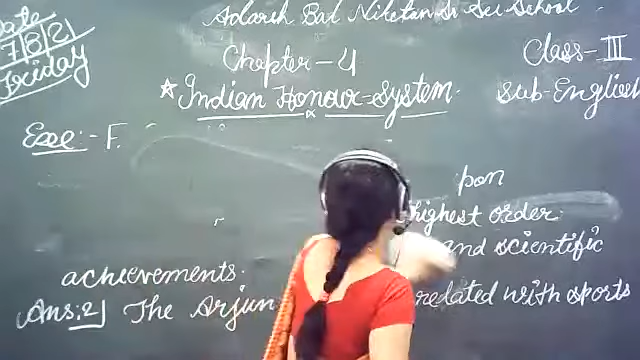 Date
7/8/21
Friday
Adarsh Bal Niketan Sr Sec School
Chapter - 4
Class - III
* Indian Honour System
Sub - English
Exe:- F.
pon
highest order
and scientific
achievements.
Ans:2] The Arjun
related with sports